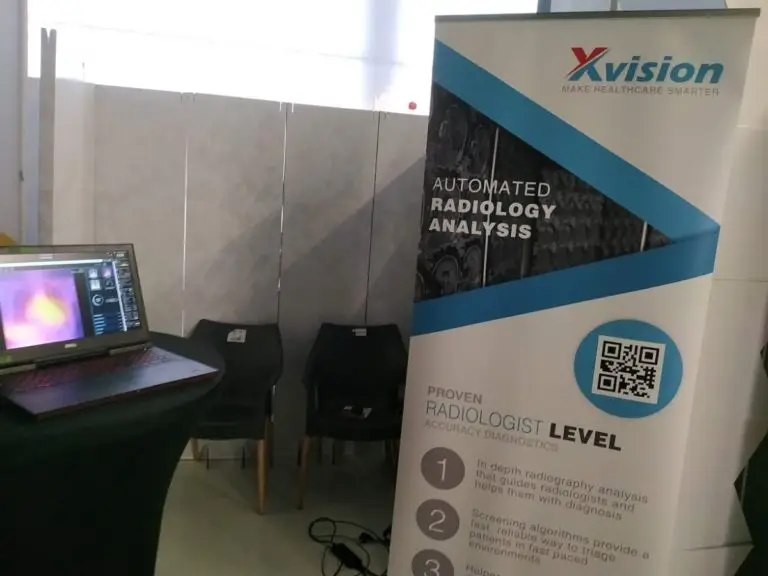 Xvision
MAKE HEALTHCARE SMARTER
AUTOMATED
RADIOLOGY
ANALYSIS
PROVEN
RADIOLOGIST LEVEL
ACCURACY DIAGNOSTICS
1
In depth radiography analysis
that guides radiologists and
helps them with diagnosis
2
Screening algorithms provide a
fast, reliable way to triage
patients in fast paced
environments
3
DELL